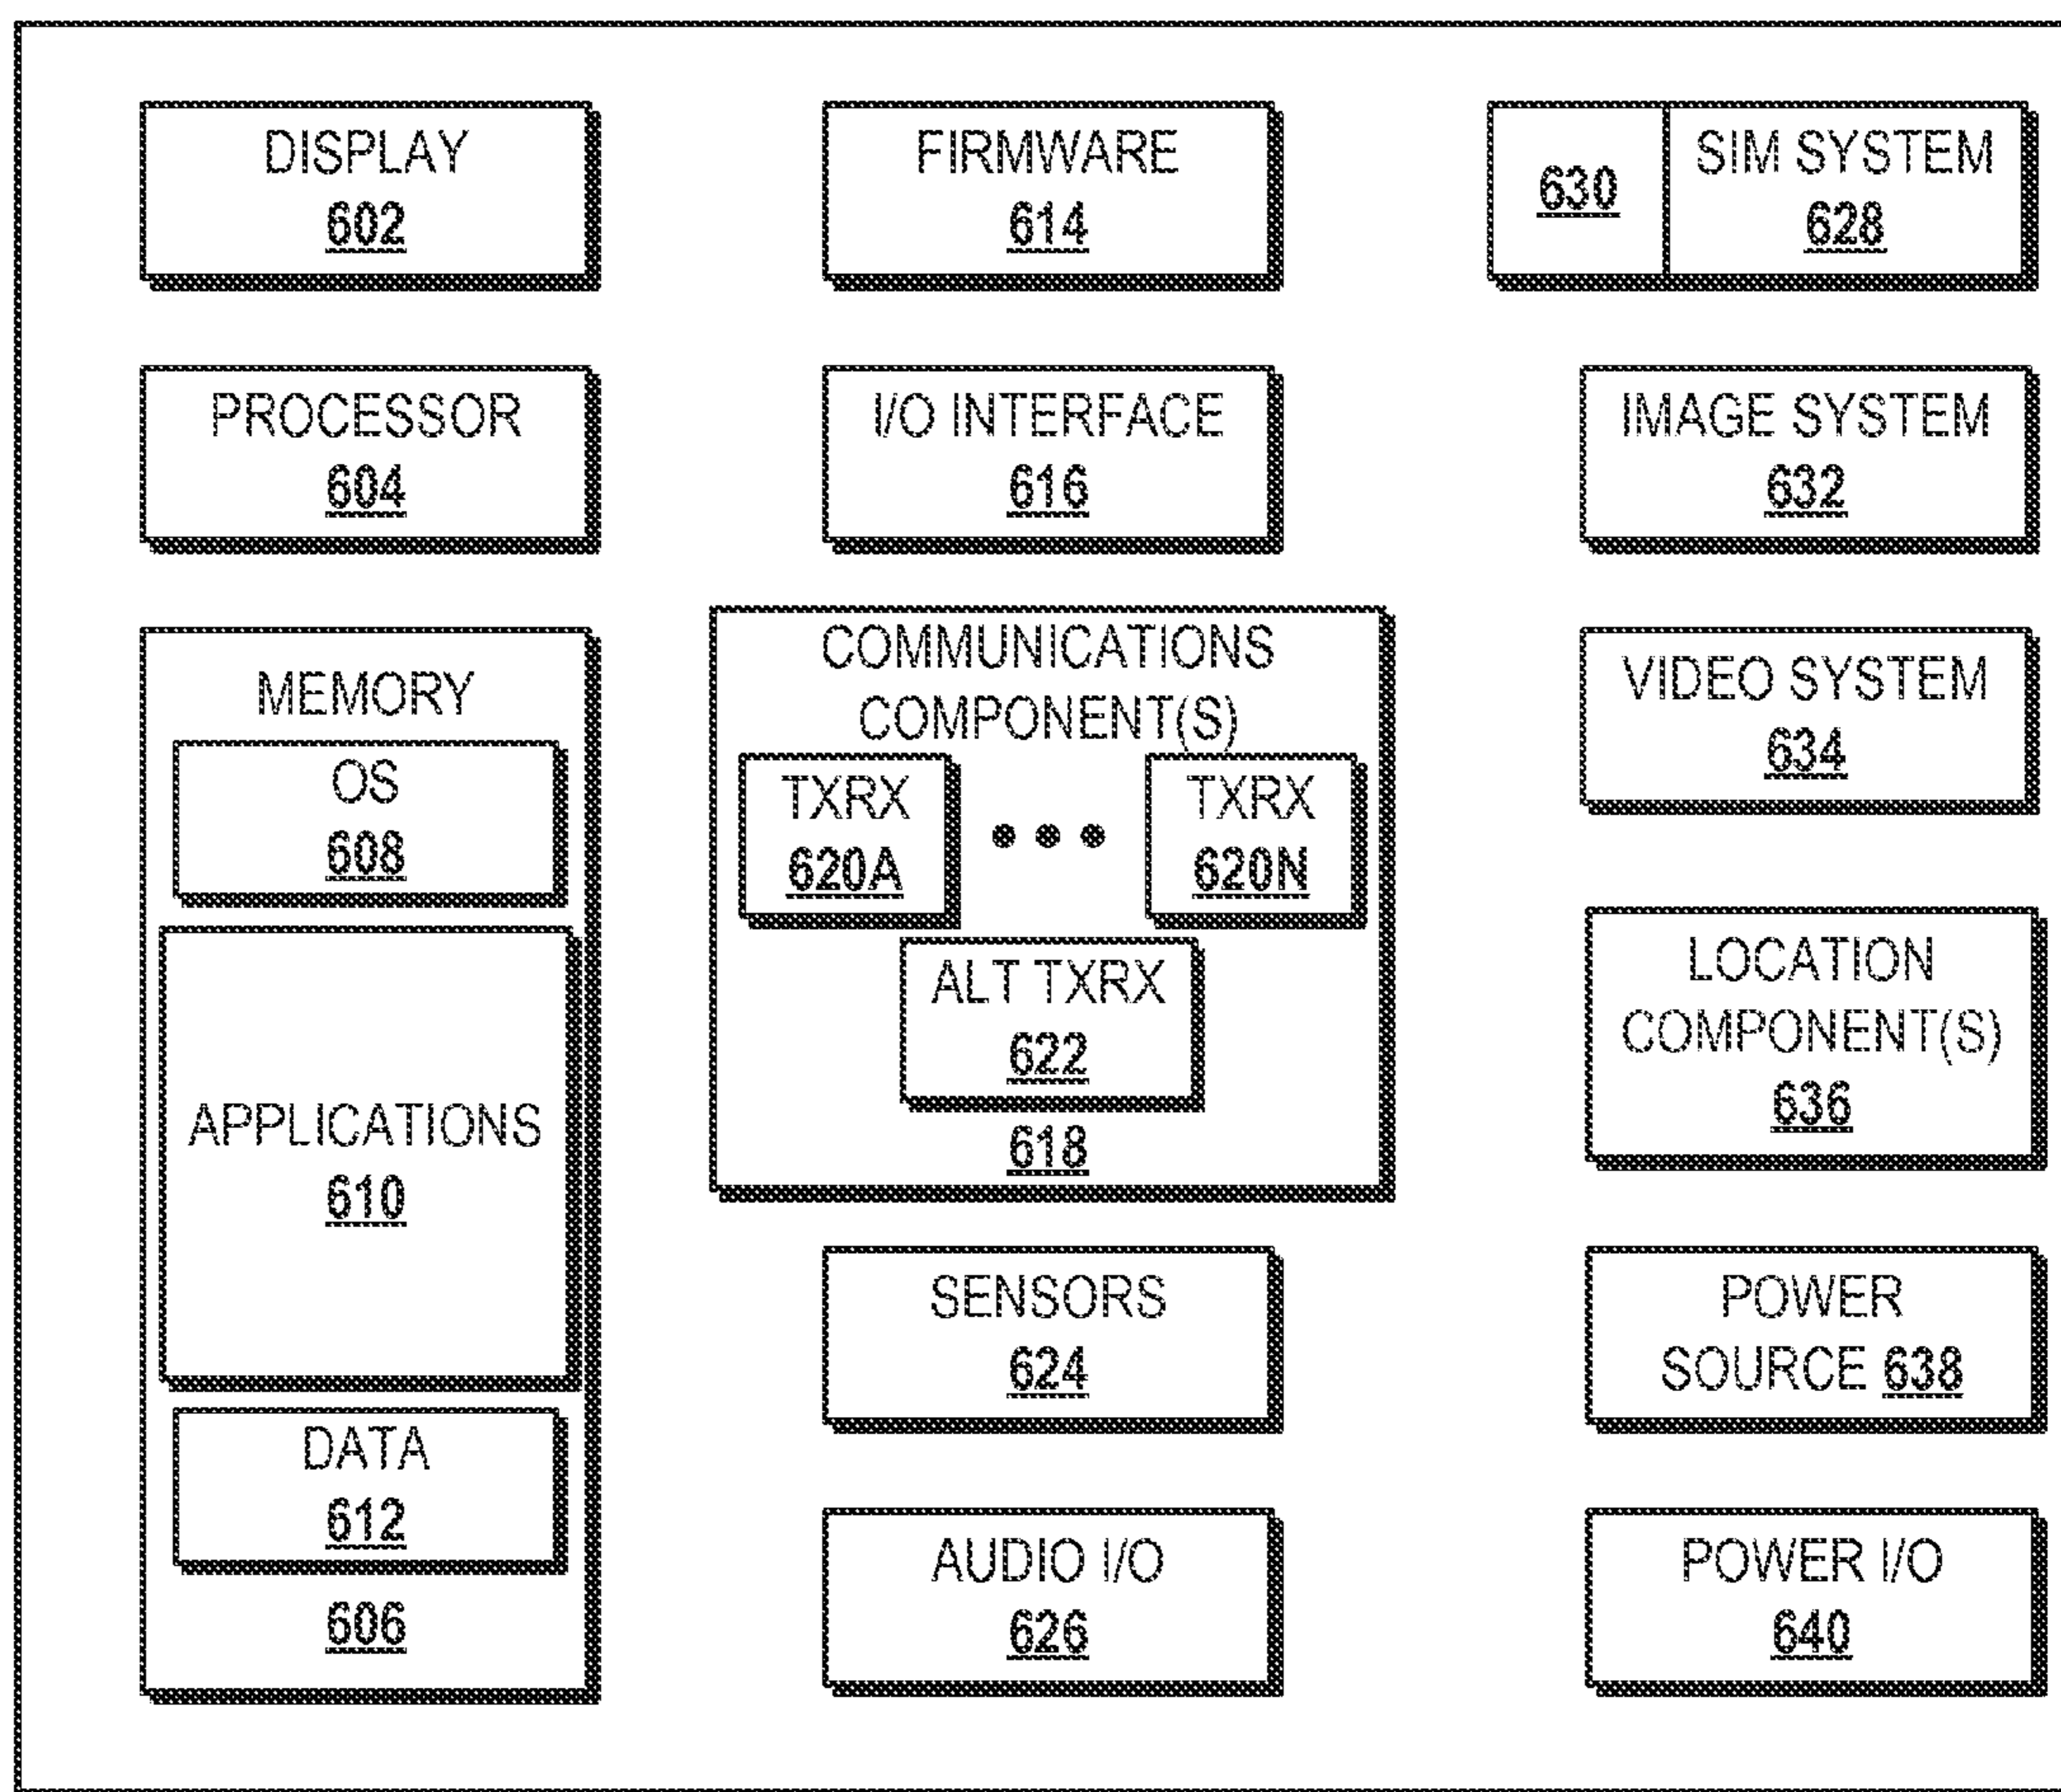 DISPLAY
602
PROCESSOR
604
MEMORY
OS
608
APPLICATIONS
610
DATA
612
606
FIRMWARE
614
I/O INTERFACE
616
COMMUNICATIONS
COMPONENT(S)
TXRX
620A
TXRX
620N
ALT TXRX
622
618
SENSORS
624
AUDIO I/O
626
630
SIM SYSTEM
628
IMAGE SYSTEM
632
VIDEO SYSTEM
634
LOCATION
COMPONENT(S)
636
POWER
SOURCE 638
POWER I/O
640